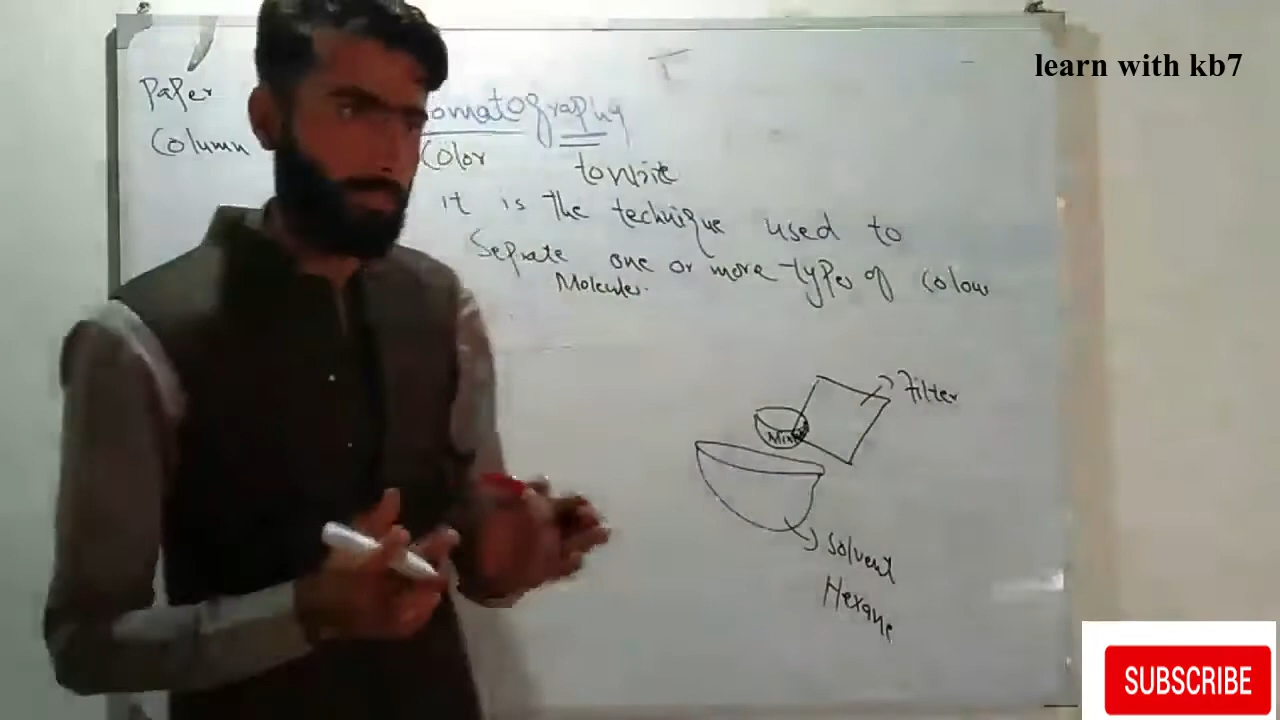 learn with kb7
Paper
omatography
Column
Color
to write
it is the technique used to
Seprate one or more types of Colour
Molecules.
Filter
Solvent
Hexane
SUBSCRIBE